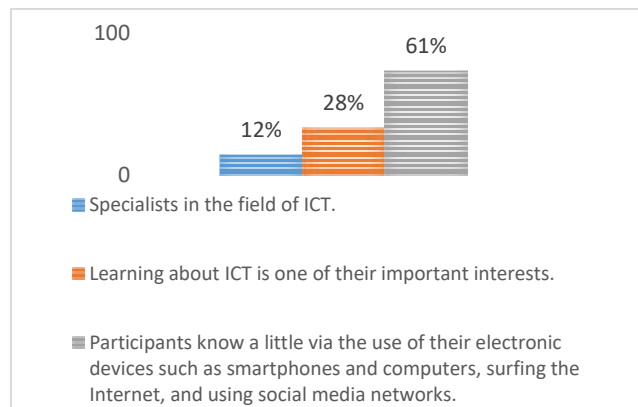 100
61%
28%
12%
0
Specialists in the field of ICT.
Learning about ICT is one of their important interests.
Participants know a little via the use of their electronic
devices such as smartphones and computers, surfing the
Internet, and using social media networks.